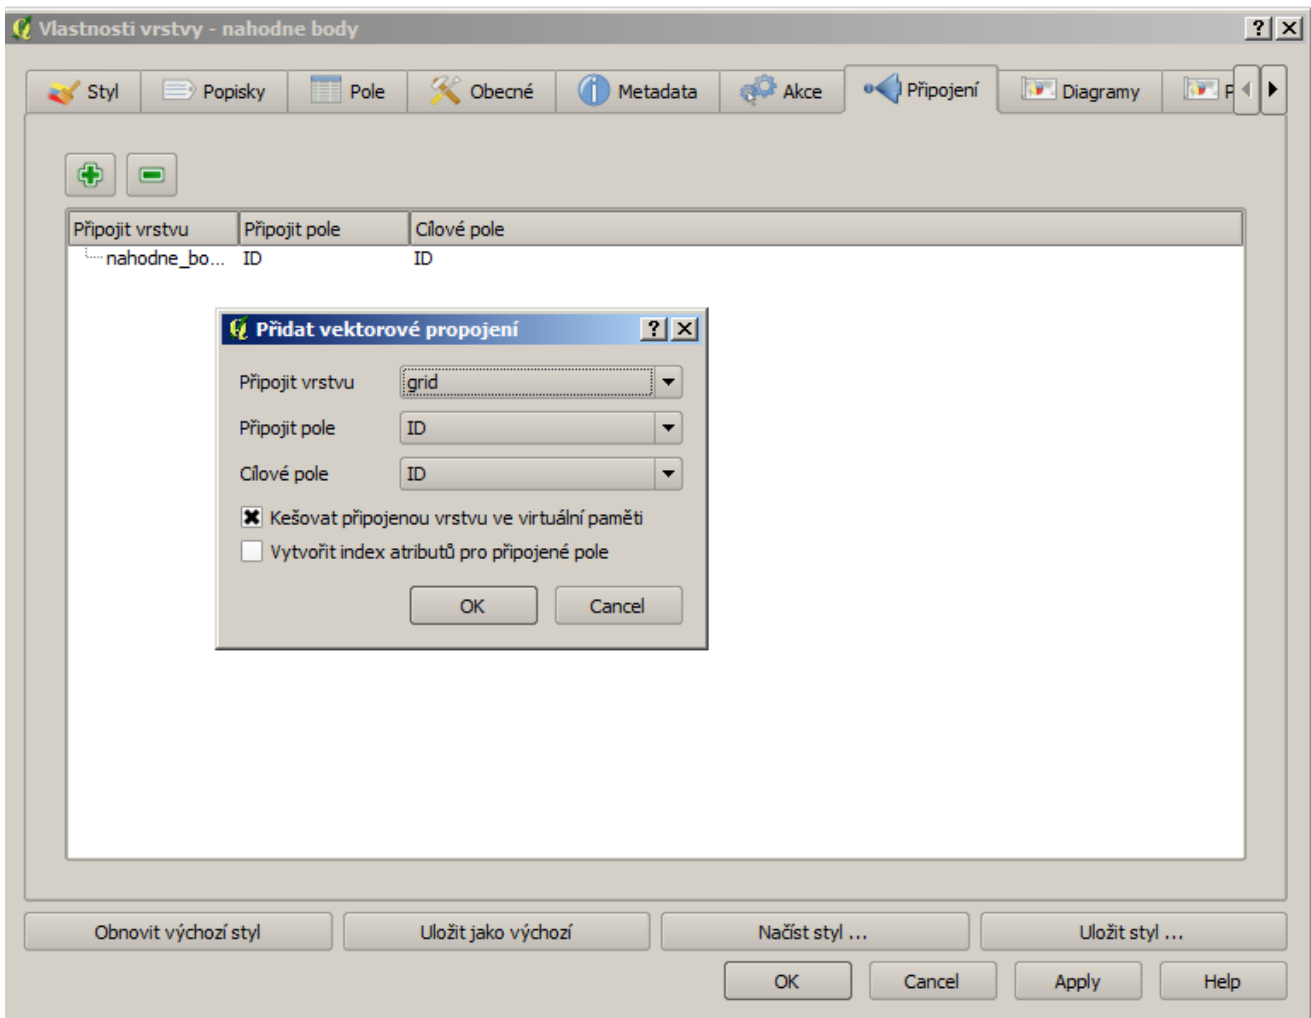 Vlastnosti vrstvy - nahodne body
Styl Popisky Pole Obecné Metadata Akce Připojení Diagramy
Připojit vrstvu Připojit pole Cílové pole
nahodne_bo... ID ID
Přidat vektorové propojení
Připojit vrstvu grid
Připojit pole ID
Cílové pole ID
Kešovat připojenou vrstvu ve virtuální paměti
Vytvořit index atributů pro připojené pole
OK Cancel
Obnovit výchozí styl Uložit jako výchozí Načíst styl ... Uložit styl ...
OK Cancel Apply Help